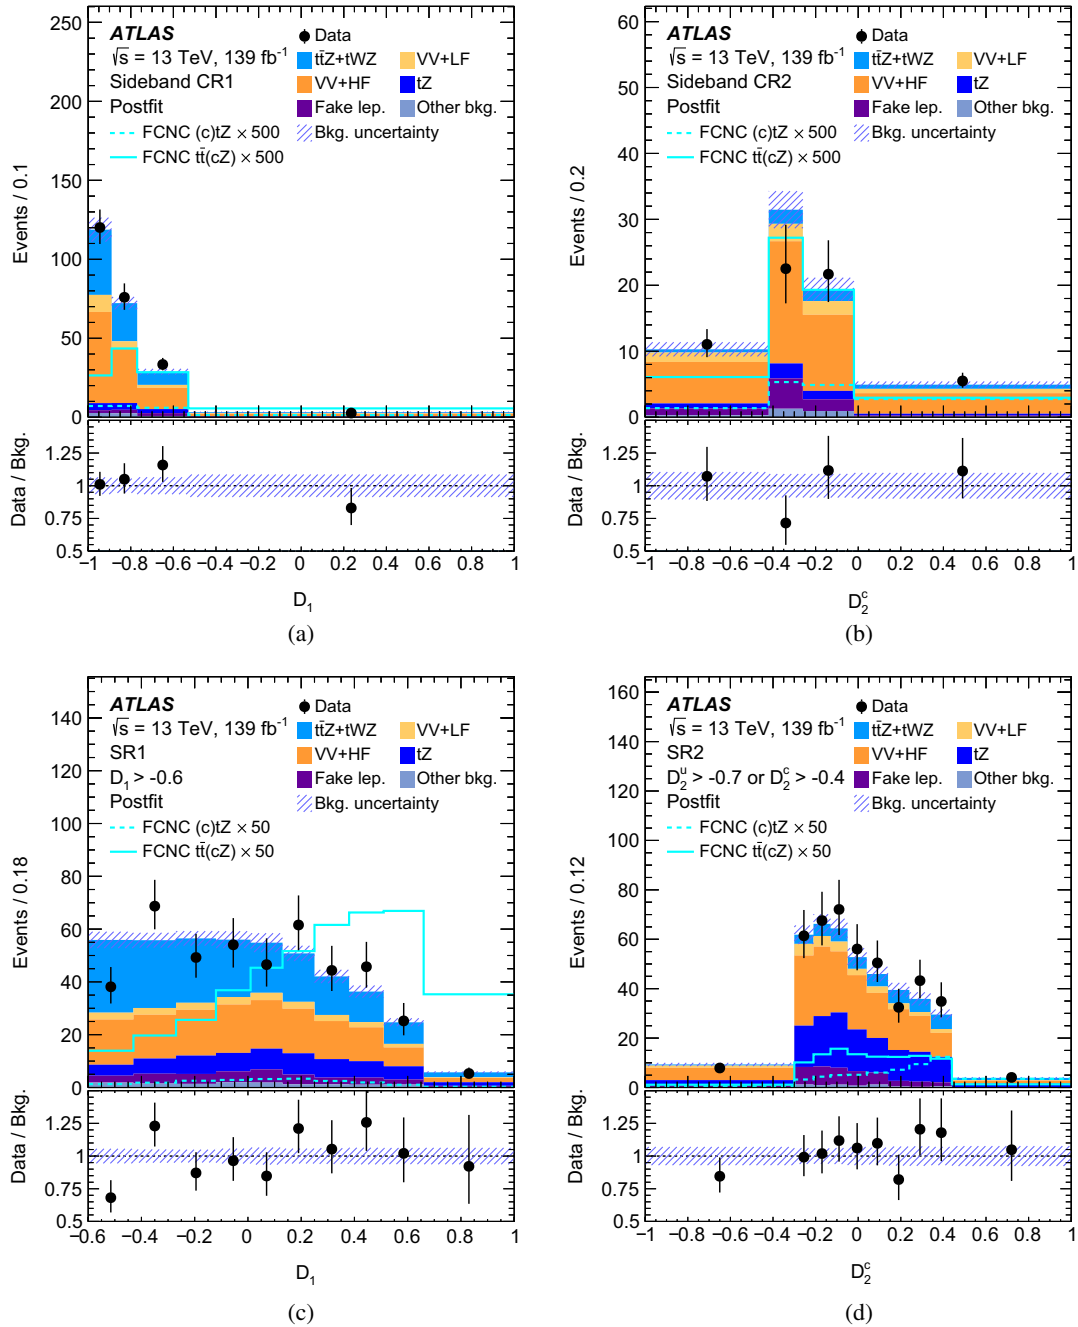 ATLAS
√s = 13 TeV, 139 fb⁻¹
Sideband CR1
Postfit
FCNC (c)tZ × 500
FCNC tt̄(cZ) × 500
Data
tt̄Z+tWZ VV+LF
VV+HF tZ
Fake lep. Other bkg.
Bkg. uncertainty
Events / 0.1
250
200
150
100
50
0
Data / Bkg.
1.25
1
0.75
0.5
−1 −0.8 −0.6 −0.4 −0.2 0 0.2 0.4 0.6 0.8 1
D₁
(a)
ATLAS
√s = 13 TeV, 139 fb⁻¹
Sideband CR2
Postfit
FCNC (c)tZ × 500
FCNC tt̄(cZ) × 500
Data
tt̄Z+tWZ VV+LF
VV+HF tZ
Fake lep. Other bkg.
Bkg. uncertainty
Events / 0.2
60
50
40
30
20
10
0
Data / Bkg.
1.25
1
0.75
0.5
−1 −0.8 −0.6 −0.4 −0.2 0 0.2 0.4 0.6 0.8 1
D₂ᶜ
(b)
ATLAS
√s = 13 TeV, 139 fb⁻¹
SR1
D₁ > -0.6
Postfit
FCNC (c)tZ × 50
FCNC tt̄(cZ) × 50
Data
tt̄Z+tWZ VV+LF
VV+HF tZ
Fake lep. Other bkg.
Bkg. uncertainty
Events / 0.18
140
120
100
80
60
40
20
0
Data / Bkg.
1.25
1
0.75
0.5
−0.6 −0.4 −0.2 0 0.2 0.4 0.6 0.8 1
D₁
(c)
ATLAS
√s = 13 TeV, 139 fb⁻¹
SR2
D₂ᵘ > -0.7 or D₂ᶜ > -0.4
Postfit
FCNC (c)tZ × 50
FCNC tt̄(cZ) × 50
Data
tt̄Z+tWZ VV+LF
VV+HF tZ
Fake lep. Other bkg.
Bkg. uncertainty
Events / 0.12
160
140
120
100
80
60
40
20
0
Data / Bkg.
1.25
1
0.75
0.5
−1 −0.8 −0.6 −0.4 −0.2 0 0.2 0.4 0.6 0.8 1
D₂ᶜ
(d)